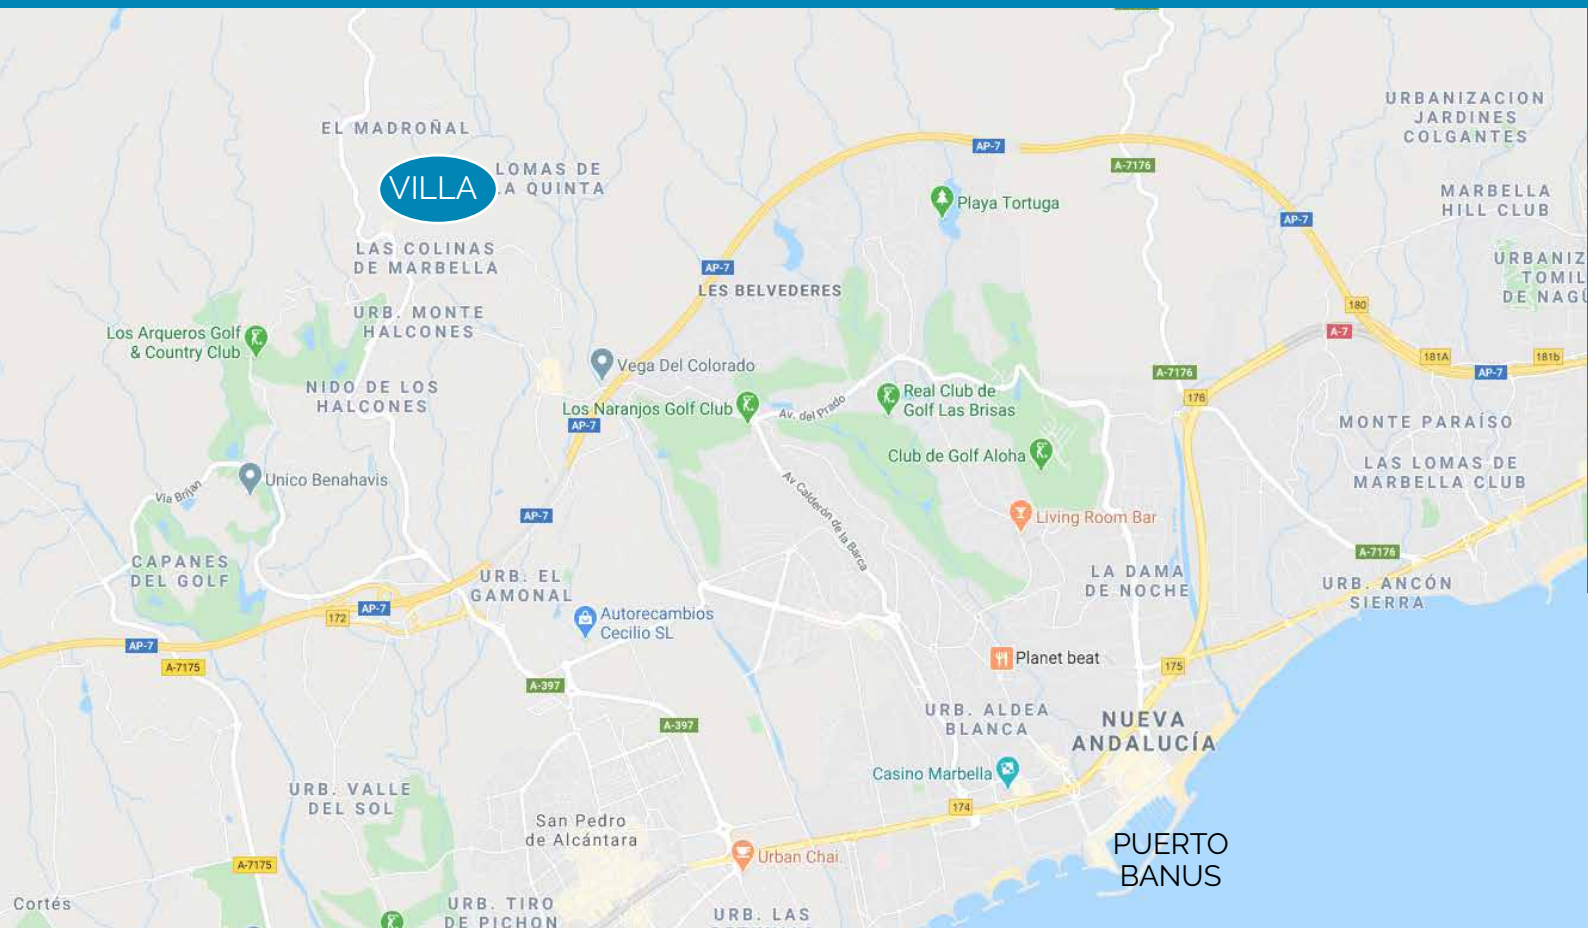 URBANIZACION
JARDINES
COLGANTES
EL MADROÑAL
AP-7
A-7176
LOMAS DE
LA QUINTA
VILLA
Playa Tortuga
MARBELLA
HILL CLUB
AP-7
LAS COLINAS
DE MARBELLA
AP-7
URBANIZ
TOMIL
DE NAGÜ
LES BELVEDERES
180
URB. MONTE
HALCONES
Los Arqueros Golf
& Country Club
A-7
181A
181b
Vega Del Colorado
A-7176
AP-7
NIDO DE LOS
HALCONES
Los Naranjos Golf Club
Av. del Prado
Real Club de
Golf Las Brisas
176
AP-7
MONTE PARAÍSO
Club de Golf Aloha
LAS LOMAS DE
MARBELLA CLUB
Unico Benahavis
Via Brijan
Av Calderón de la Barca
AP-7
Living Room Bar
A-7176
CAPANES
DEL GOLF
URB. EL
GAMONAL
LA DAMA
DE NOCHE
URB. ANCÓN
SIERRA
172
AP-7
Autorecambios
Cecilio SL
AP-7
A-7175
Planet beat
175
A-397
A-397
URB. ALDEA
BLANCA
NUEVA
ANDALUCÍA
Casino Marbella
URB. VALLE
DEL SOL
174
San Pedro
de Alcántara
PUERTO
BANUS
Urban Chai
A-7175
Cortés
URB. TIRO
DE PICHON
URB. LAS